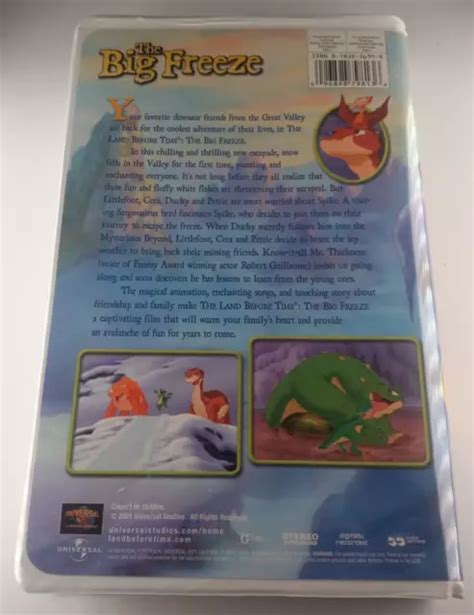 The
Big Freeze
Your favorite dinosaur friends from the Great Valley
are back for the coolest adventure of their lives, in THE
LAND BEFORE TIME®: THE BIG FREEZE.
In this chilling and thrilling new escapade, snow
falls in the Valley for the first time, puzzling and
enchanting everyone. It's not long before they all realize that
these fun and fluffy white flakes are threatening their survival. But
Littlefoot, Cera, Ducky and Petrie are more worried about Spike. A visit-
ing Stegosaurus herd fascinates Spike, who decides to join them on their
journey to escape the freeze. When Ducky secretly follows him into the
Mysterious Beyond, Littlefoot, Cera and Petrie decide to brave the icy
weather to bring back their missing friends. Know-it-all Mr. Thicknose
(voice of Emmy Award winning actor Robert Guillaume) insists on going
along, and soon discovers he has lessons to learn from the young ones.
The magical animation, enchanting songs, and touching story about
friendship and family make THE LAND BEFORE TIME®: THE BIG FREEZE
a captivating film that will warm your family's heart and provide
an avalanche of fun for years to come.
© 2001 Universal Studios. All Rights Reserved.
universalstudios.com/home
landbeforetime.com
UNIVERSAL
UNIVERSAL
G
STEREO
digitally
recorded